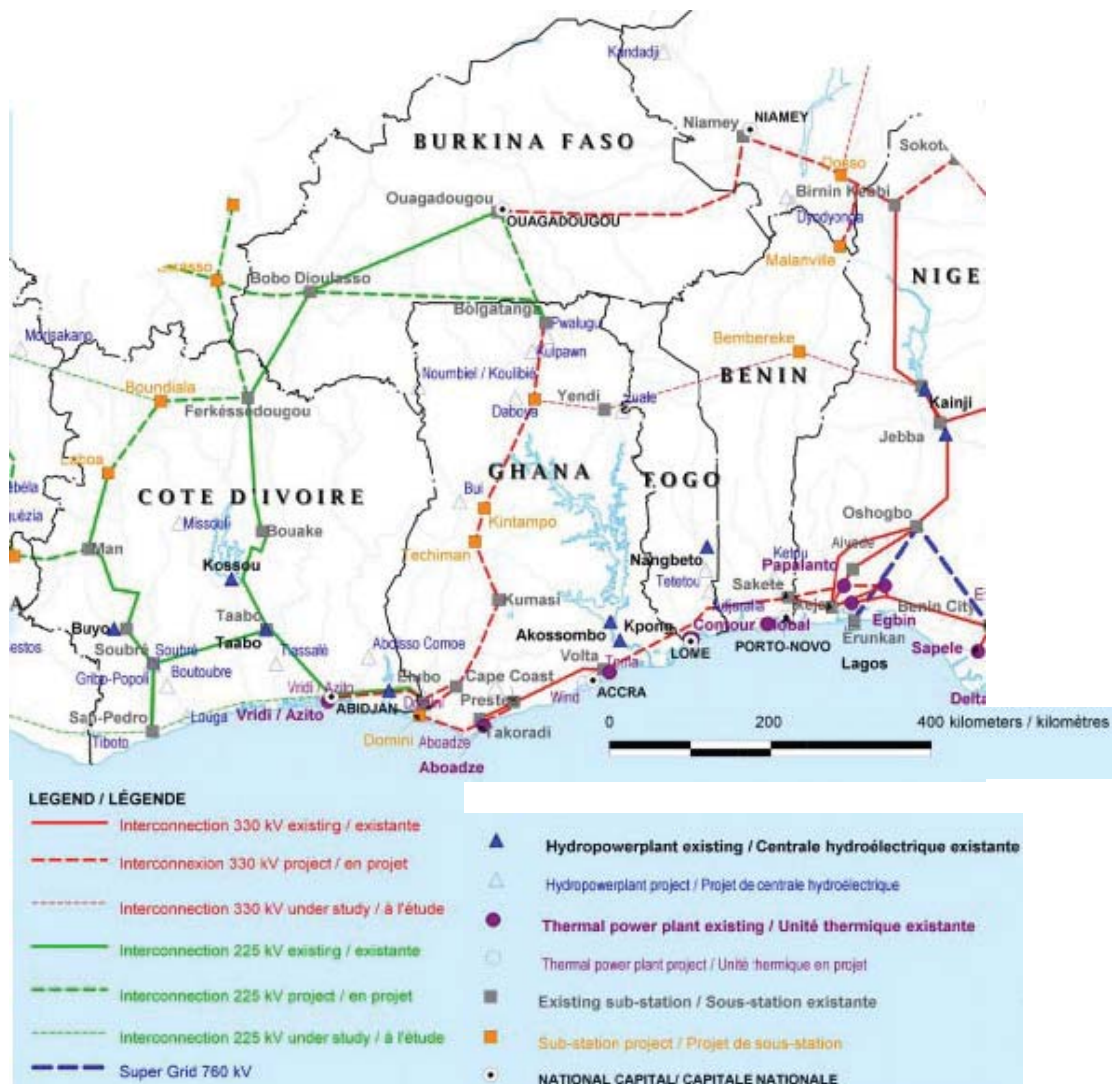 Kandadji
NIAMEY
Niamey
BURKINA FASO
Dosso
Sokot
Birnin Kebbi
Ouagadougou
OUAGADOUGOU
Dyodyonga
Malanville
NIGE
Bobo Dioulasso
Bolgatanga
Pwalugu
Morisakano
Kulpawn
Bembereke
Noumbiel / Koulibie
Boundiala
Yendi
BENIN
Ferkéssédougou
Daboya
Kainji
Jebba
GHANA
TOGO
COTE D'IVOIRE
Bui
Kintampo
Oshogbo
Missouli
Bouake
Man
Techiman
Nangbeto
Ketou
Papalanto
Kossou
Tetetou
Sakete
Kumasi
Taabo
Buyo
Benin City
Egbin
Akossombo
Kpong
Adjaralla
Contour Global
Soubré
Soubré
Taabo
Tiassalé
Aboisso Comoe
PORTO-NOVO
Erunkan
Gribo-Popoli
Boutoubre
Volta
LOME
Lagos
Sapele
Elybo
Cape Coast
Tema
Vridi / Azito
Wind
ACCRA
San-Pedro
Louga
Vridi / Azito
ABIDJAN
Delta
Tiboto
Domini
Aboadze
Takoradi
Aboadze
0 200 400 kilometers / kilomètres
LEGEND / LÉGENDE
Interconnection 330 kV existing / existante
Interconnexion 330 kV project / en projet
Interconnection 330 kV under study / à l'étude
Interconnection 225 kV existing / existante
Interconnection 225 kV project / en projet
Interconnection 225 kV under study / à l'étude
Super Grid 760 kV
Hydropowerplant existing / Centrale hydroélectrique existante
Hydropowerplant project / Projet de centrale hydroélectrique
Thermal power plant existing / Unité thermique existante
Thermal power plant project / Unité thermique en projet
Existing sub-station / Sous-station existante
Sub-station project / Projet de sous-station
NATIONAL CAPITAL/ CAPITALE NATIONALE